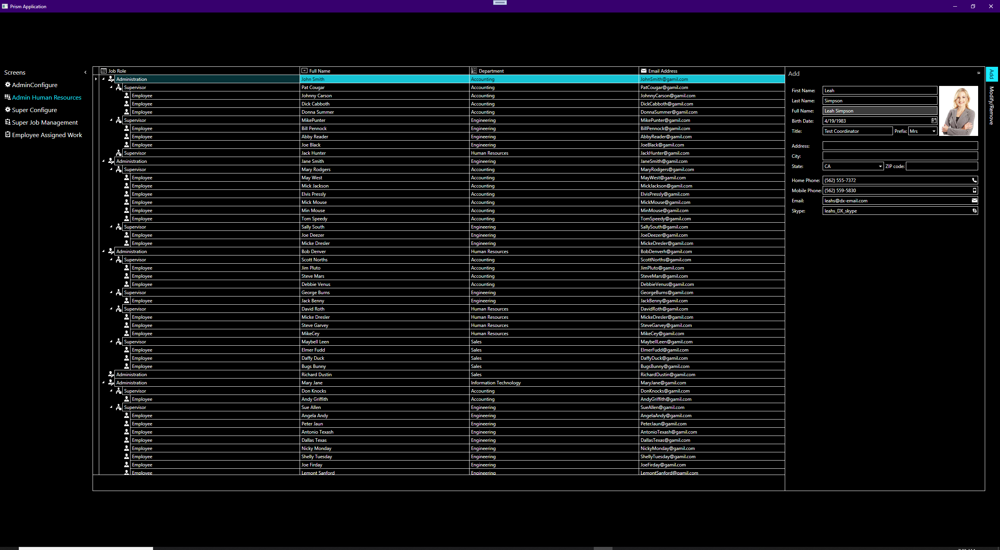 Prism Application
Screens
AdminConfigure
Admin Human Resources
Super Configure
Super Job Management
Employee Assigned Work
Job Role Full Name Department Email Address
Administration John Smith Accounting JohnSmith@gamil.com
Supervisor Pat Cougar Accounting PatCougar@gamil.com
Employee Johnny Carson Accounting JohnnyCarson@gamil.com
Employee Dick Cabboth Accounting DickCabboth@gamil.com
Employee Donna Summer Accounting DonnaSummer@gamil.com
Supervisor MikePunter Engineering MikePunter@gamil.com
Employee Bill Pennock Engineering BillPennock@gamil.com
Employee Abby Reader Engineering AbbyReader@gamil.com
Employee Joe Black Engineering JoeBlack@gamil.com
Supervisor Jack Hunter Human Resources JackHunter@gamil.com
Administration Jane Smith Engineering JaneSmith@gamil.com
Supervisor Mary Rodgers Accounting MaryRodgers@gamil.com
Employee May West Accounting MayWest@gamil.com
Employee Mick Jackson Accounting MickJackson@gamil.com
Employee Elvis Pressly Accounting ElvisPressly@gamil.com
Employee Mick Mouse Accounting MickMouse@gamil.com
Employee Min Mouse Accounting MinMouse@gamil.com
Employee Tom Speedy Accounting TomSpeedy@gamil.com
Supervisor Sally South Engineering SallySouth@gamil.com
Employee Joe Deezer Engineering JoeDeezer@gamil.com
Employee Micke Dresler Engineering MickeDresler@gamil.com
Administration Bob Denver Human Resources BobDenverh@gamil.com
Supervisor Scott Norths Accounting ScottNorths@gamil.com
Employee Jim Pluto Accounting JimPluto@gamil.com
Employee Steve Mars Accounting SteveMars@gamil.com
Employee Debbie Venus Accounting DebbieVenus@gamil.com
Supervisor George Burns Engineering GeorgeBurns@gamil.com
Employee Jack Benny Engineering JackBenny@gamil.com
Supervisor David Roth Human Resources DavidRoth@gamil.com
Employee Micke Dresler Human Resources MickeDresler@gamil.com
Employee Steve Garvey Human Resources SteveGarvey@gamil.com
Employee MikeCey Human Resources MikeCey@gamil.com
Supervisor Maybell Leen Sales MaybellLeen@gamil.com
Employee Elmer Fudd Sales ElmerFudd@gamil.com
Employee Daffy Duck Sales DaffyDuck@gamil.com
Employee Bugs Bunny Sales BugsBunny@gamil.com
Administration Richard Dustin Sales RichardDustin@gamil.com
Administration Mary Jane Information Technology MaryJane@gamil.com
Supervisor Don Knocks Accounting DonKnocks@gamil.com
Employee Andy Griffith Accounting AndyGriffith@gamil.com
Supervisor Sue Allen Engineering SueAllen@gamil.com
Employee Angela Andy Engineering AngelaAndy@gamil.com
Employee Peter Jaun Engineering PeterJaun@gamil.com
Employee Antonio Texash Engineering AntonioTexash@gamil.com
Employee Dallas Texas Engineering DallasTexas@gamil.com
Employee Nicky Monday Engineering NickyMonday@gamil.com
Employee Shelly Tuesday Engineering ShellyTuesday@gamil.com
Employee Joe Firday Engineering JoeFirday@gamil.com
Employee Lemont Sanford Engineering LemontSanford@gamil.com
Add
First Name: Leah
Last Name: Simpson
Full Name: Leah Simpson
Birth Date: 4/19/1983
Title: Test Coordinator Prefix: Mrs
Address:
City:
State: CA ZIP code:
Home Phone: (562) 555-7372
Mobile Phone: (562) 559-5830
Email: leahs@dx-email.com
Skype: leahs_DX_skype
Add
Modify/Remove